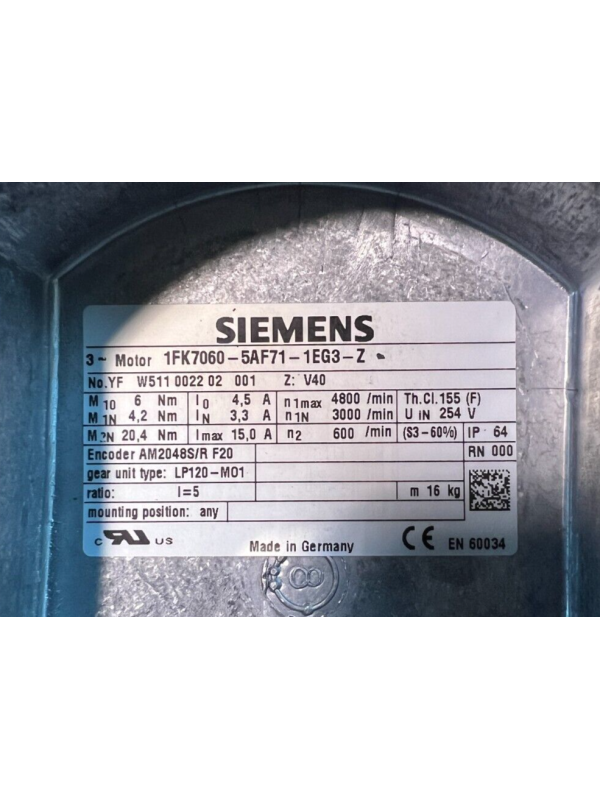 SIEMENS
3~ Motor 1FK7060-5AF71-1EG3-Z
No.YF W511 0022 02 001 Z: V40
M10 6 Nm I0 4,5 A n1max 4800 /min Th.Cl.155 (F)
M1N 4,2 Nm IN 3,3 A n1N 3000 /min U IN 254 V
M2N 20,4 Nm Imax 15,0 A n2 600 /min (S3-60%) IP 64
Encoder AM2048S/R F20 RN 000
gear unit type: LP120-M01
ratio: I=5 m 16 kg
mounting position: any
c RU US Made in Germany CE EN 60034